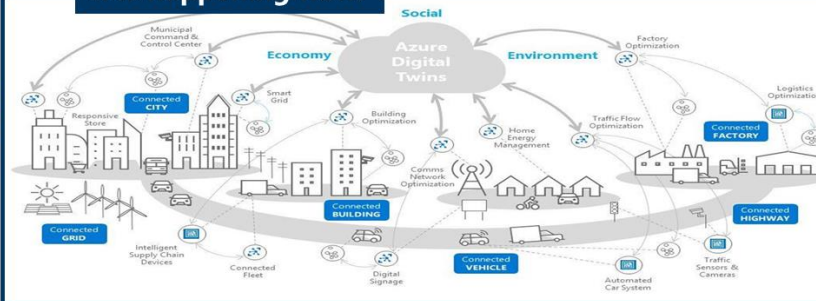 Social
Municipal
Command &
Control Center
Economy
Azure
Digital
Twins
Environment
Factory
Optimization
Connected
CITY
Smart
Grid
Responsive
Store
Building
Optimization
Home
Energy
Management
Traffic Flow
Optimization
Connected
FACTORY
Logistics
Comms
Network
Optimization
Connected
BUILDING
Connected
HIGHWAY
Connected
GRID
Intelligent
Supply Chain
Devices
Connected
Fleet
Digital
Signage
Connected
VEHICLE
Automated
Car System
Traffic
Sensors &
Cameras